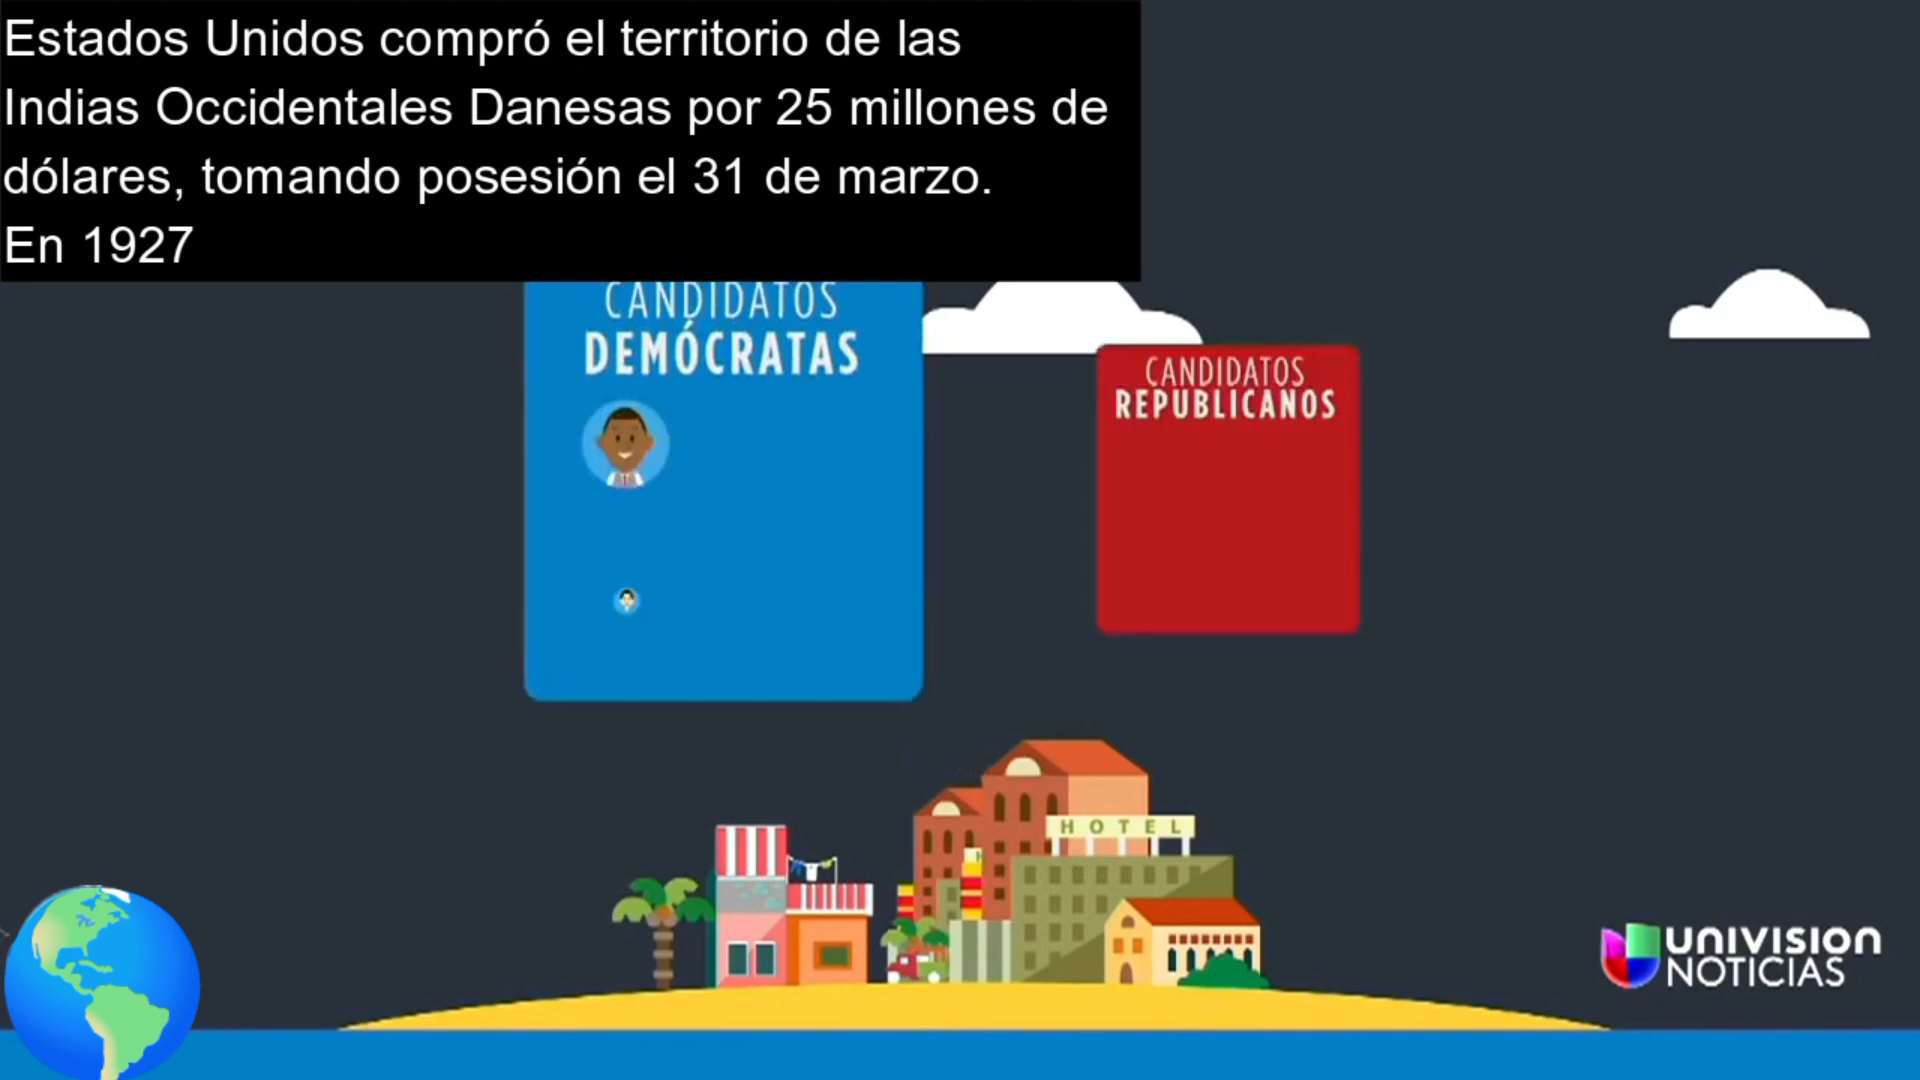 Estados Unidos compró el territorio de las
Indias Occidentales Danesas por 25 millones de
dólares, tomando posesión el 31 de marzo.
En 1927
CANDIDATOS
DEMÓCRATAS
CANDIDATOS
REPUBLICANOS
HOTEL
UNIVISION
NOTICIAS